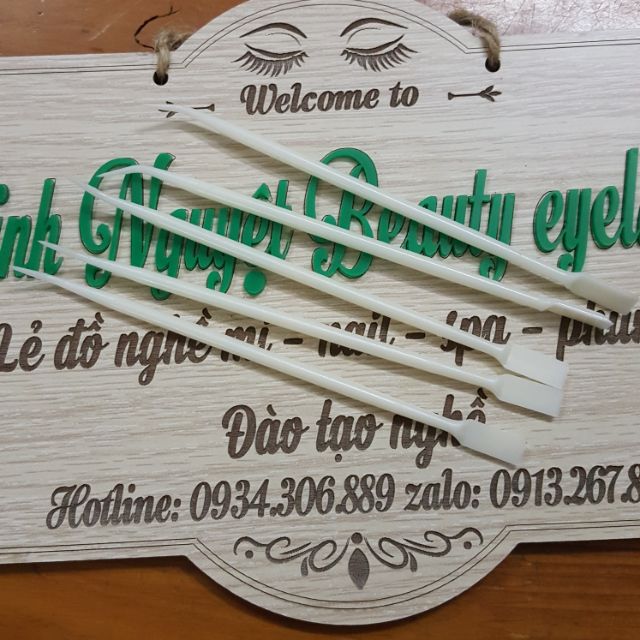 Welcome to
Nguyệt Beauty
Lẻ đồ nghề mi - nail - spa -
Đào tạo nghề
Hotline: 0934.306.889 zalo: 0913.267.8